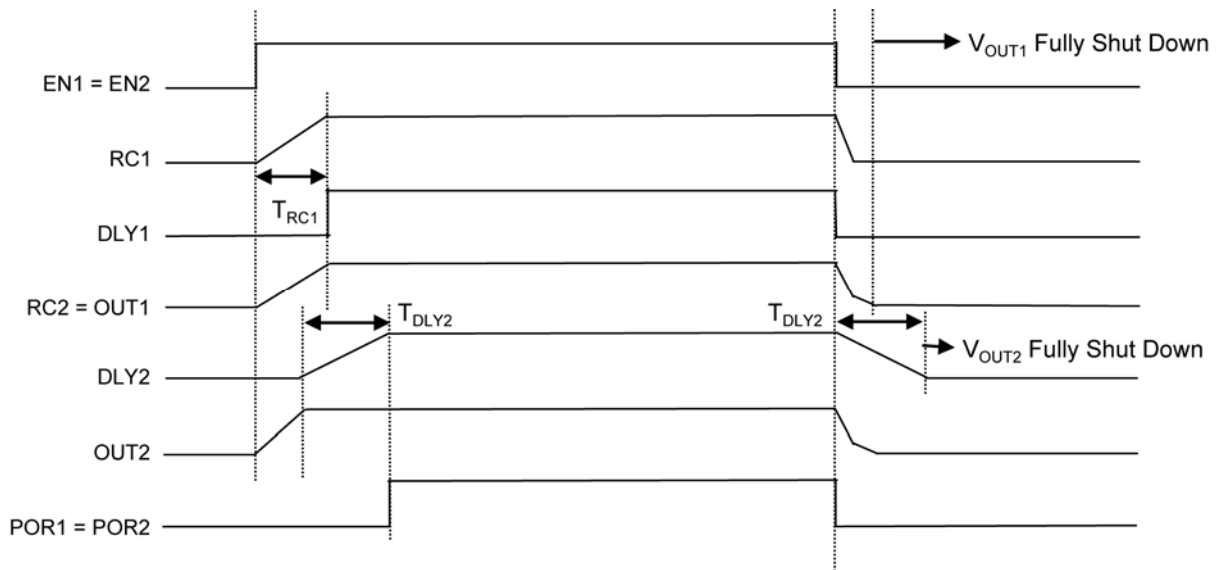 V_OUT1 Fully Shut Down
EN1 = EN2
RC1
T_RC1
DLY1
RC2 = OUT1
T_DLY2
T_DLY2
V_OUT2 Fully Shut Down
DLY2
OUT2
POR1 = POR2